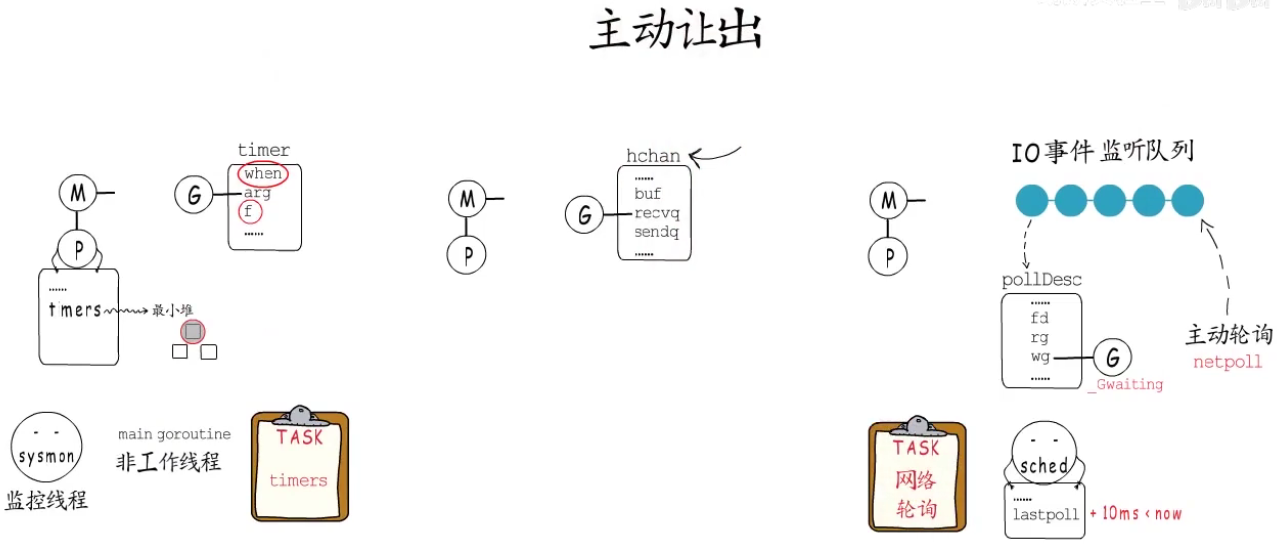 主动让出
timer
when
arg
f
......
G
M
P
......
timers
最小堆
sysmon
监控线程
main goroutine
非工作线程
TASK
timers
hchan
......
buf
recvq
sendq
......
G
M
P
IO事件监听队列
M
P
pollDesc
......
fd
rg
wg
......
G
_Gwaiting
主动轮询
netpoll
TASK
网络
轮询
sched
......
lastpoll + 10ms < now